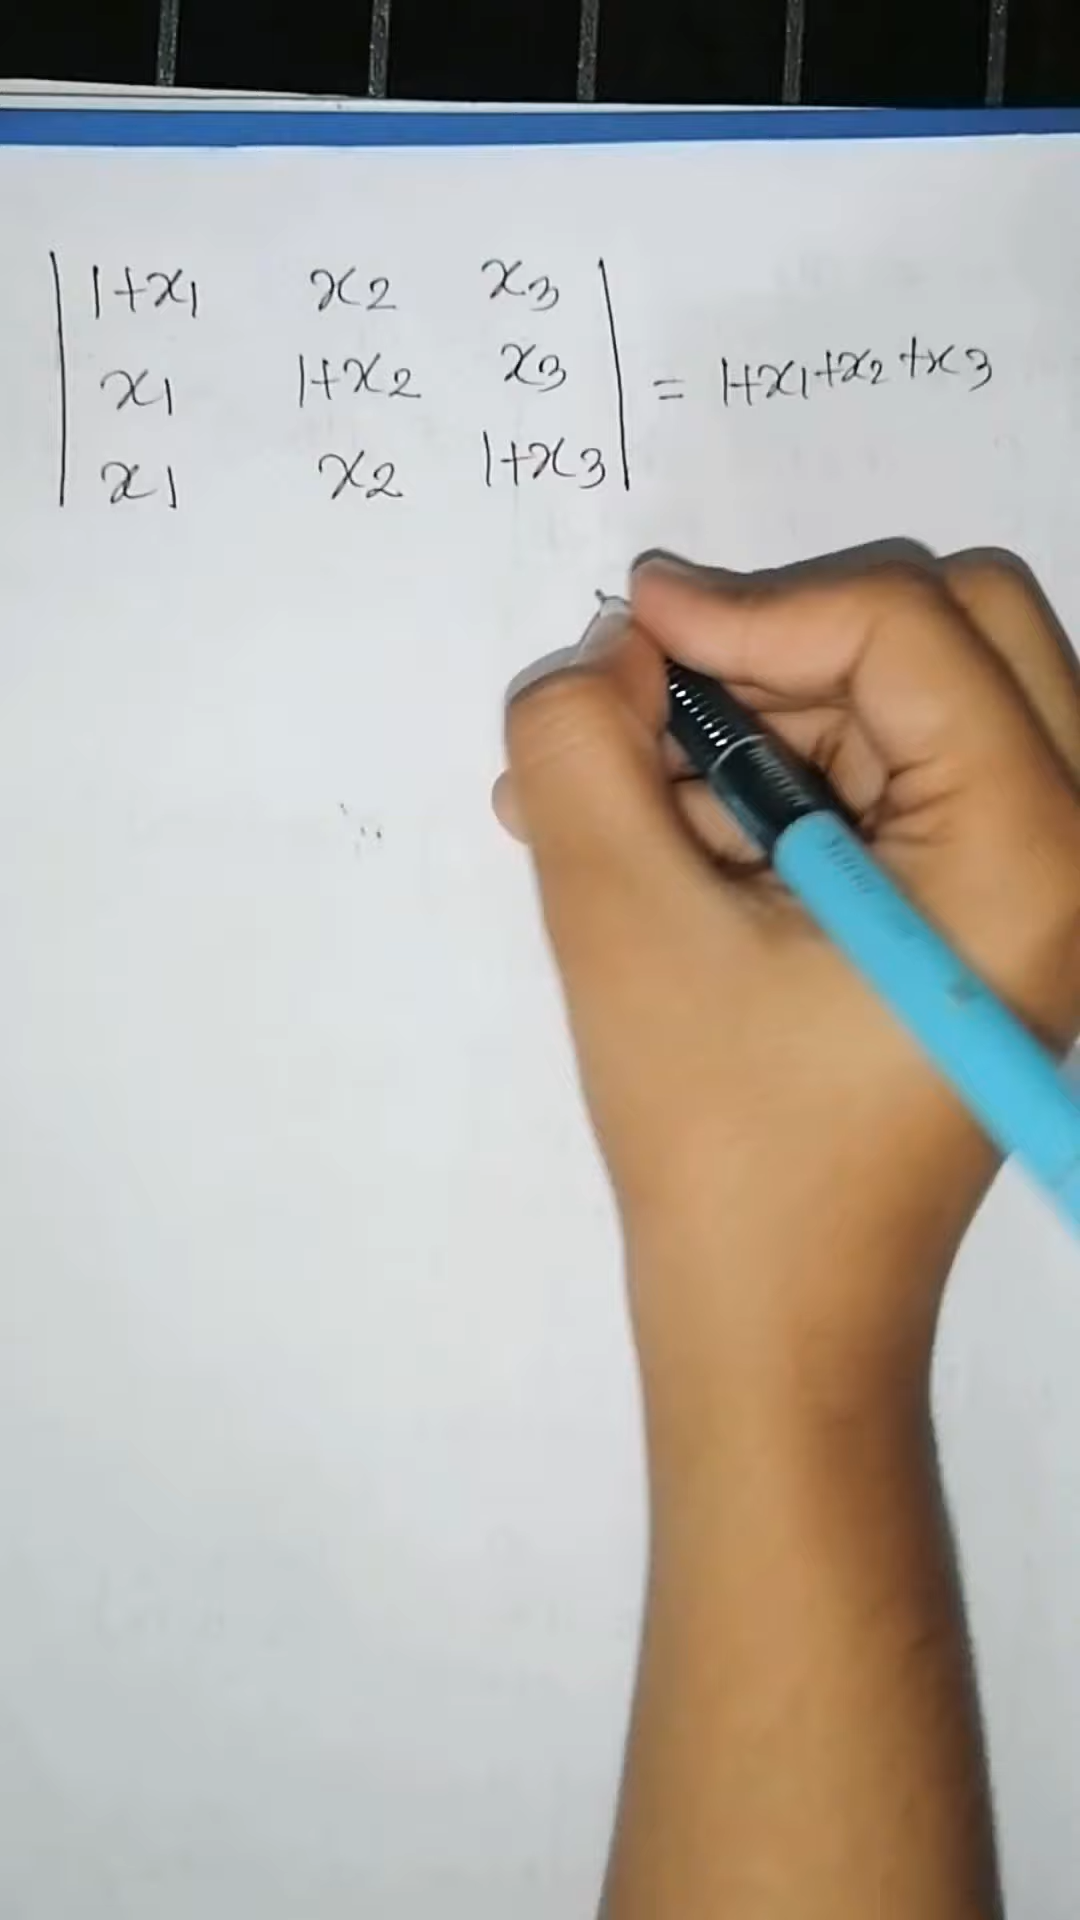 | 1+x1 x2 x3 |
| x1 1+x2 x3 | = 1+x1+x2+x3
| x1 x2 1+x3 |